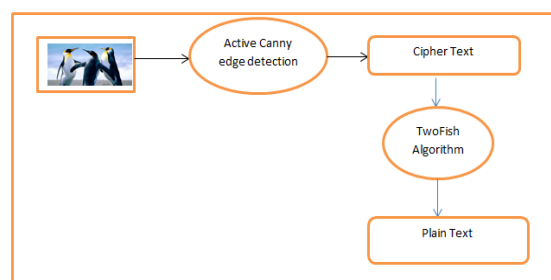 Active Canny
edge detection
Cipher Text
TwoFish
Algorithm
Plain Text